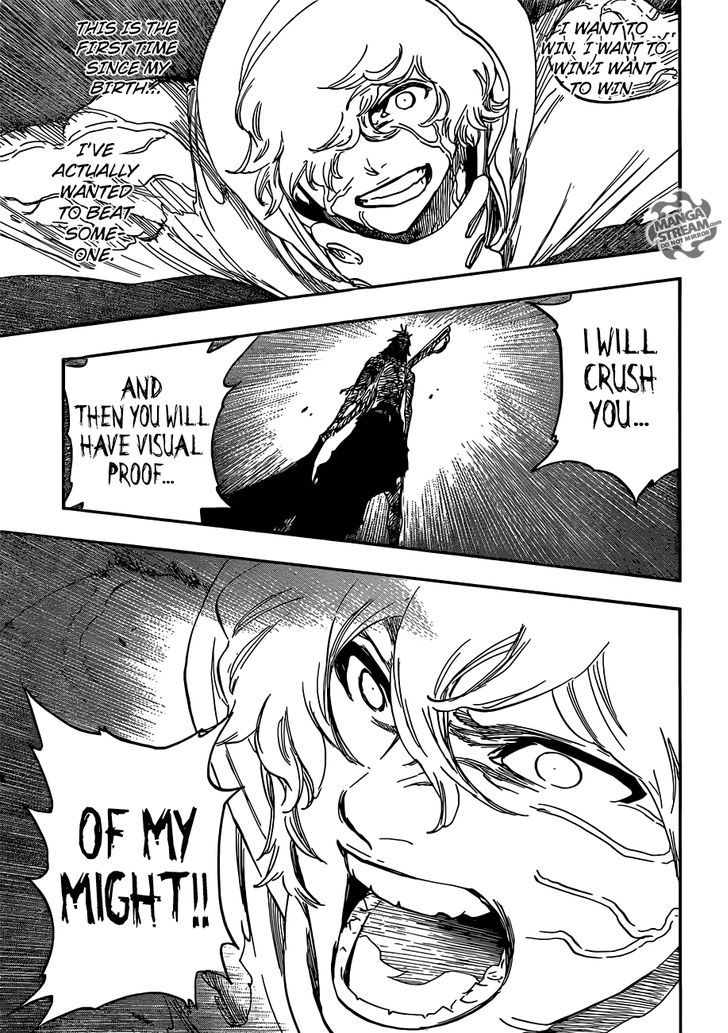 I WANT TO
WIN. I WANT TO
WIN. I WANT
TO WIN.
THIS IS THE
FIRST TIME
SINCE MY
BIRTH...
I'VE
ACTUALLY
WANTED
TO BEAT
SOME-
ONE.
MANGA
STREAM.com
DO NOT MIRROR
I WILL
CRUSH
YOU...
AND
THEN YOU WILL
HAVE VISUAL
PROOF...
OF MY
MIGHT!!